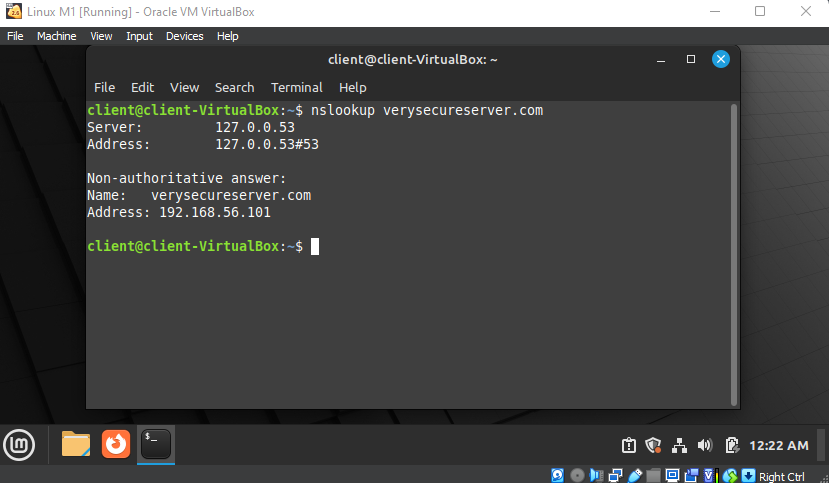 Linux M1 [Running] - Oracle VM VirtualBox
File Machine View Input Devices Help
client@client-VirtualBox: ~
File Edit View Search Terminal Help
client@client-VirtualBox:~$ nslookup verysecureserver.com
Server: 127.0.0.53
Address: 127.0.0.53#53
Non-authoritative answer:
Name: verysecureserver.com
Address: 192.168.56.101
client@client-VirtualBox:~$
12:22 AM
Right Ctrl